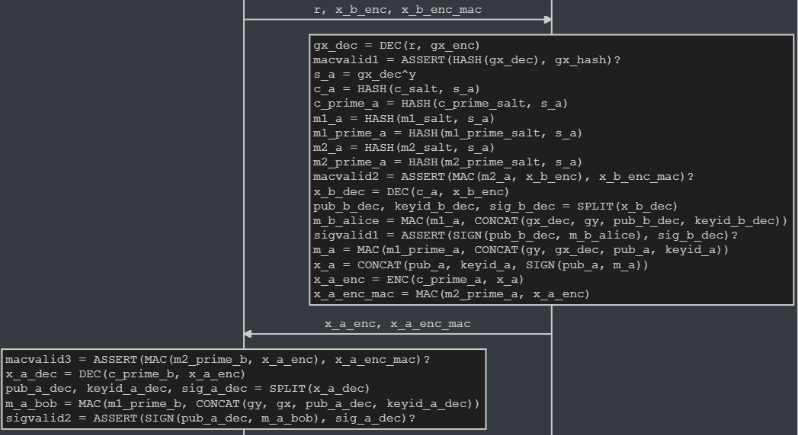 r, x_b_enc, x_b_enc_mac
gx_dec = DEC(r, gx_enc)
macvalid1 = ASSERT(HASH(gx_dec), gx_hash)?
s_a = gx_dec^y
c_a = HASH(c_salt, s_a)
c_prime_a = HASH(c_prime_salt, s_a)
m1_a = HASH(m1_salt, s_a)
m1_prime_a = HASH(m1_prime_salt, s_a)
m2_a = HASH(m2_salt, s_a)
m2_prime_a = HASH(m2_prime_salt, s_a)
macvalid2 = ASSERT(MAC(m2_a, x_b_enc), x_b_enc_mac)?
x_b_dec = DEC(c_a, x_b_enc)
pub_b_dec, keyid_b_dec, sig_b_dec = SPLIT(x_b_dec)
m_b_alice = MAC(m1_a, CONCAT(gx_dec, gy, pub_b_dec, keyid_b_dec))
sigvalid1 = ASSERT(SIGN(pub_b_dec, m_b_alice), sig_b_dec)?
m_a = MAC(m1_prime_a, CONCAT(gy, gx_dec, pub_a, keyid_a))
x_a = CONCAT(pub_a, keyid_a, SIGN(pub_a, m_a))
x_a_enc = ENC(c_prime_a, x_a)
x_a_enc_mac = MAC(m2_prime_a, x_a_enc)
x_a_enc, x_a_enc_mac
macvalid3 = ASSERT(MAC(m2_prime_b, x_a_enc), x_a_enc_mac)?
x_a_dec = DEC(c_prime_b, x_a_enc)
pub_a_dec, keyid_a_dec, sig_a_dec = SPLIT(x_a_dec)
m_a_bob = MAC(m1_prime_b, CONCAT(gy, gx, pub_a_dec, keyid_a_dec))
sigvalid2 = ASSERT(SIGN(pub_a_dec, m_a_bob), sig_a_dec)?